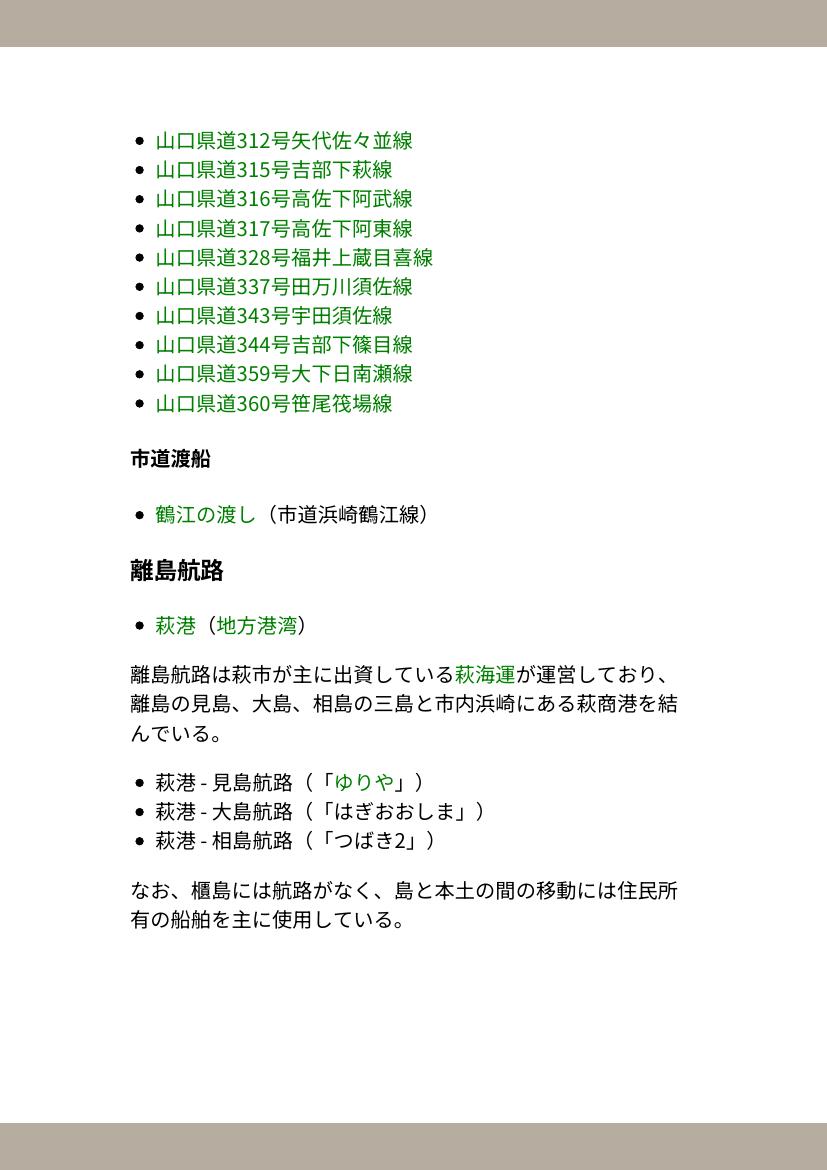 • 山口県道312号矢代佐々並線
• 山口県道315号吉部下萩線
• 山口県道316号高佐下阿武線
• 山口県道317号高佐下阿東線
• 山口県道328号福井上蔵目喜線
• 山口県道337号田万川須佐線
• 山口県道343号宇田須佐線
• 山口県道344号吉部下篠目線
• 山口県道359号大下日南瀬線
• 山口県道360号笹尾筏場線
市道渡船
• 鶴江の渡し（市道浜崎鶴江線）
離島航路
• 萩港（地方港湾）
離島航路は萩市が主に出資している萩海運が運営しており、
離島の見島、大島、相島の三島と市内浜崎にある萩商港を結
んでいる。
• 萩港 - 見島航路（「ゆりや」）
• 萩港 - 大島航路（「はぎおおしま」）
• 萩港 - 相島航路（「つばき2」）
なお、櫃島には航路がなく、島と本土の間の移動には住民所
有の船舶を主に使用している。